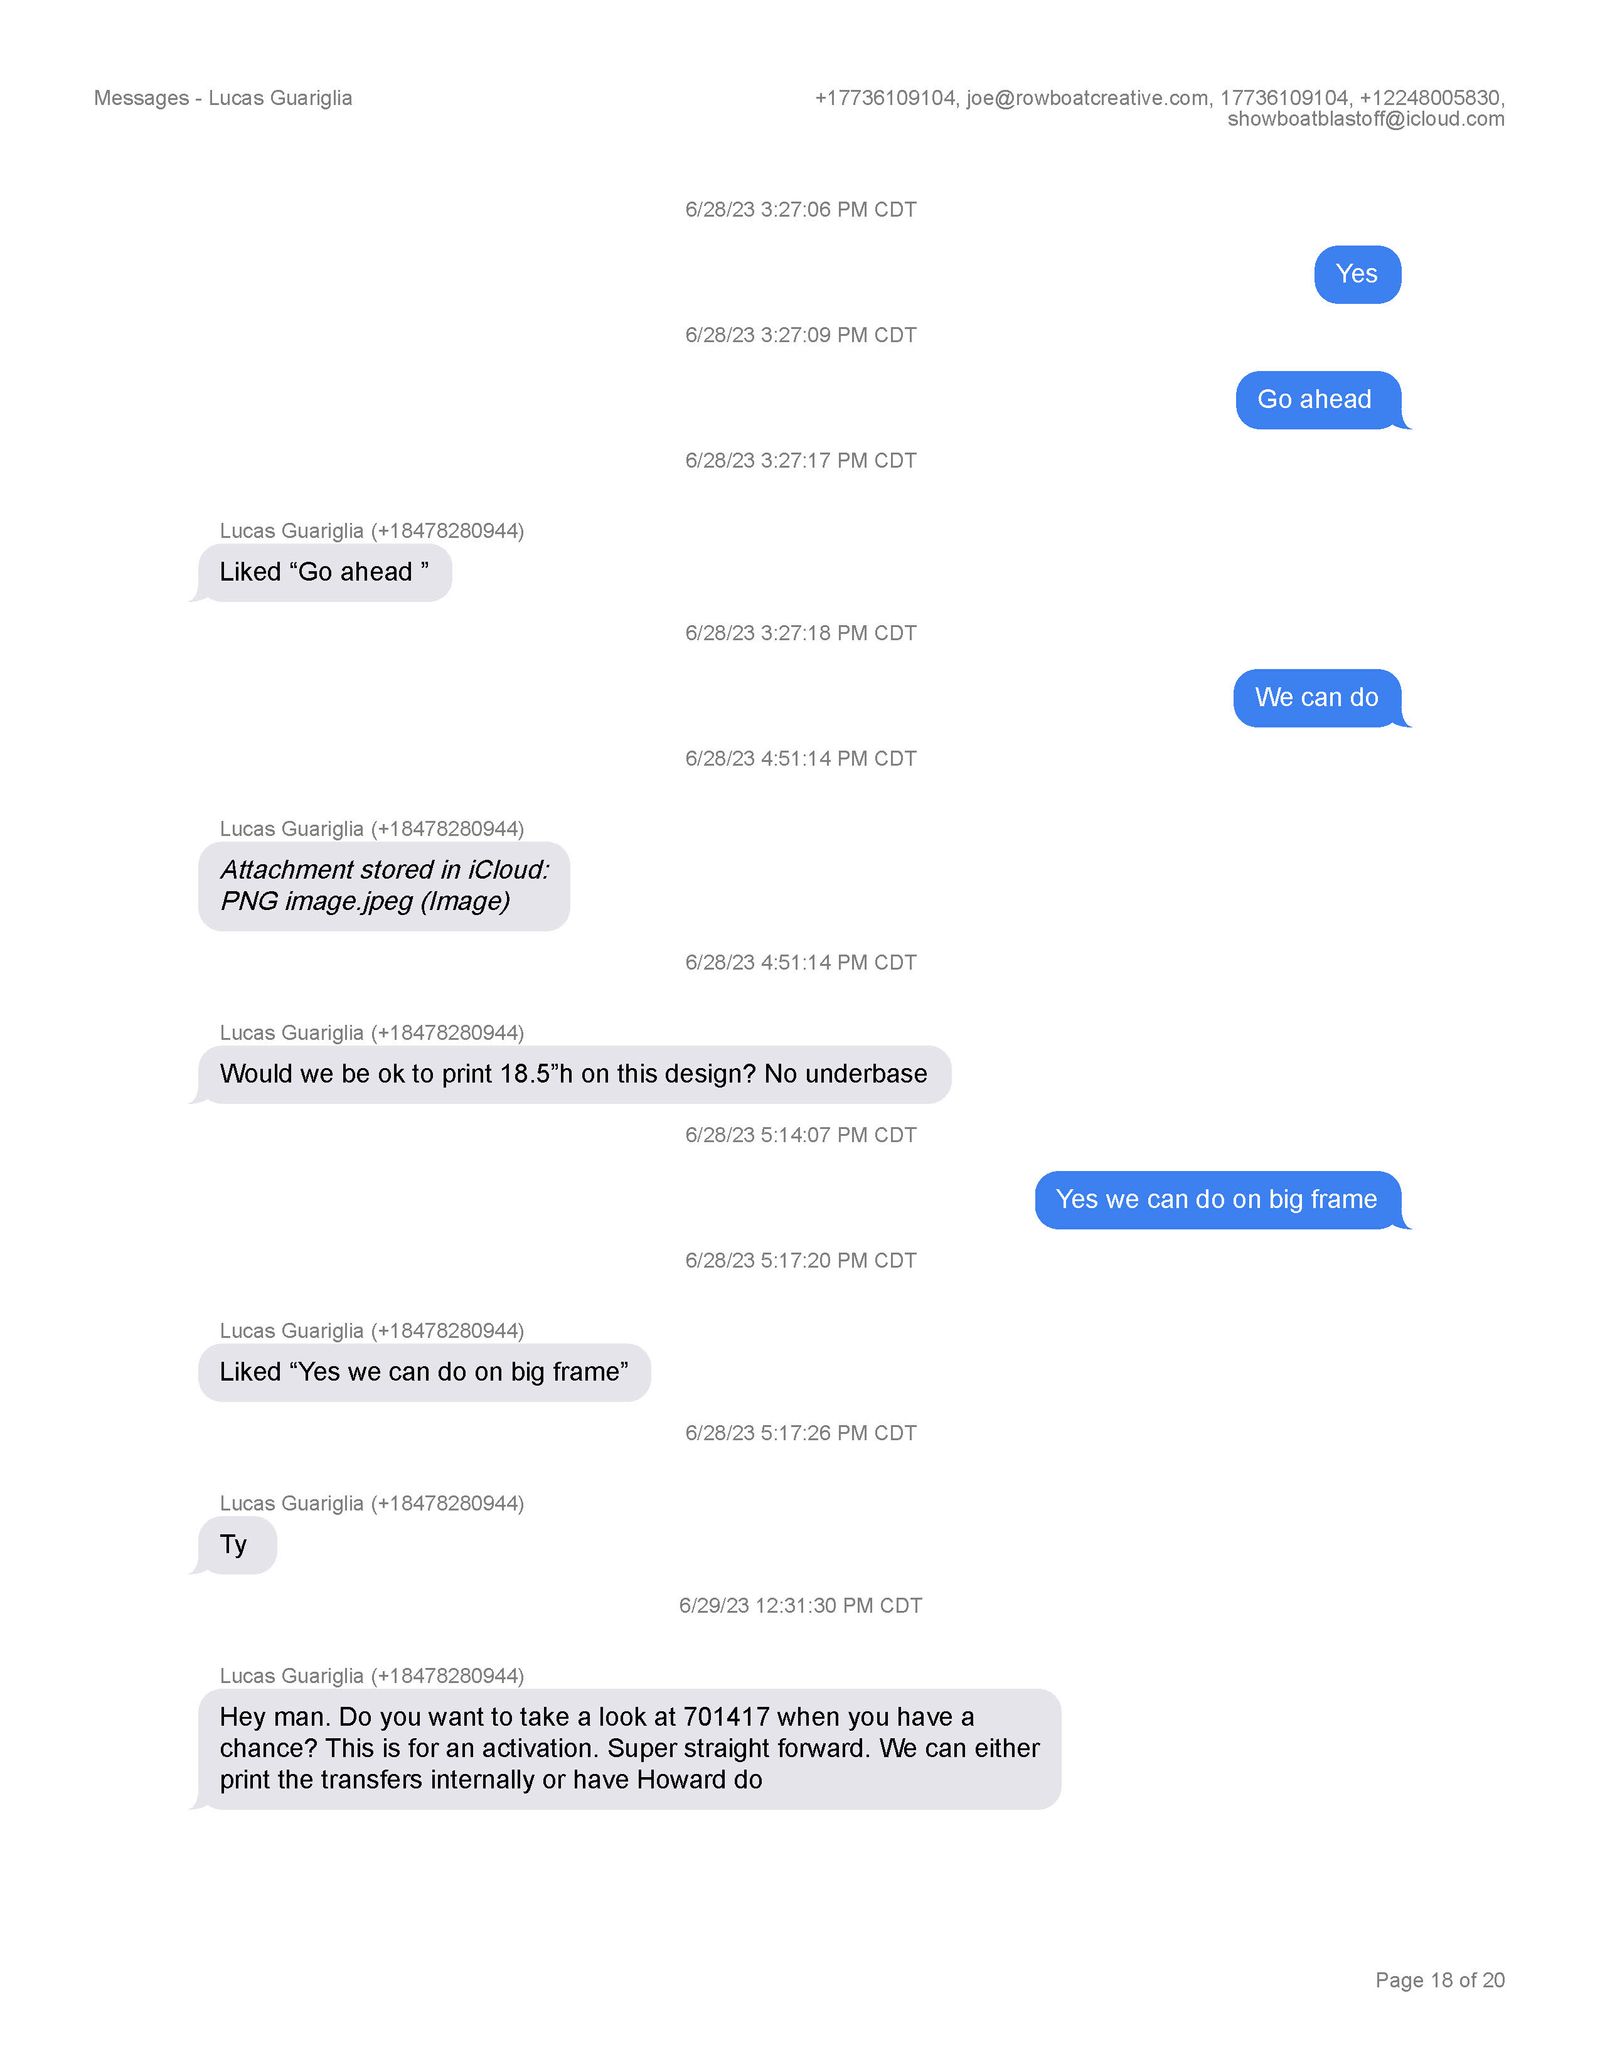 Messages - Lucas Guariglia
+17736109104, joe@rowboatcreative.com, 17736109104, +12248005830,
showboatblastoff@icloud.com
6/28/23 3:27:06 PM CDT
Yes
6/28/23 3:27:09 PM CDT
Go ahead
6/28/23 3:27:17 PM CDT
Lucas Guariglia (+18478280944)
Liked “Go ahead ”
6/28/23 3:27:18 PM CDT
We can do
6/28/23 4:51:14 PM CDT
Lucas Guariglia (+18478280944)
Attachment stored in iCloud:
PNG image.jpeg (Image)
6/28/23 4:51:14 PM CDT
Lucas Guariglia (+18478280944)
Would we be ok to print 18.5”h on this design? No underbase
6/28/23 5:14:07 PM CDT
Yes we can do on big frame
6/28/23 5:17:20 PM CDT
Lucas Guariglia (+18478280944)
Liked “Yes we can do on big frame”
6/28/23 5:17:26 PM CDT
Lucas Guariglia (+18478280944)
Ty
6/29/23 12:31:30 PM CDT
Lucas Guariglia (+18478280944)
Hey man. Do you want to take a look at 701417 when you have a
chance? This is for an activation. Super straight forward. We can either
print the transfers internally or have Howard do
Page 18 of 20